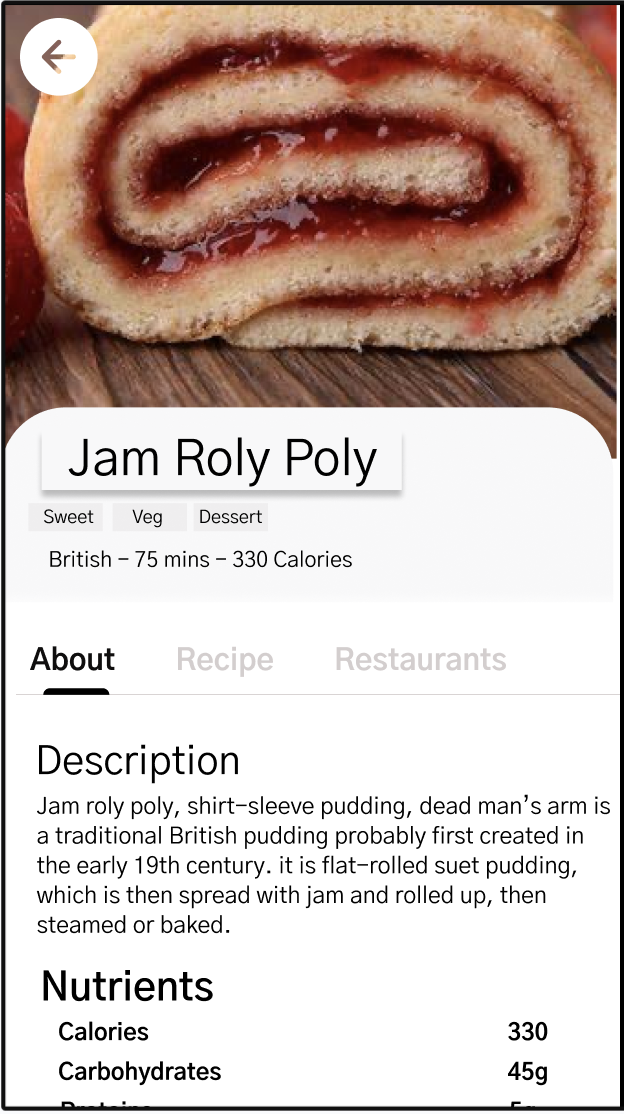 Jam Roly Poly
Sweet Veg Dessert
British – 75 mins – 330 Calories
About Recipe Restaurants
Description
Jam roly poly, shirt-sleeve pudding, dead man’s arm is
a traditional British pudding probably first created in
the early 19th century. it is flat-rolled suet pudding,
which is then spread with jam and rolled up, then
steamed or baked.
Nutrients
Calories 330
Carbohydrates 45g